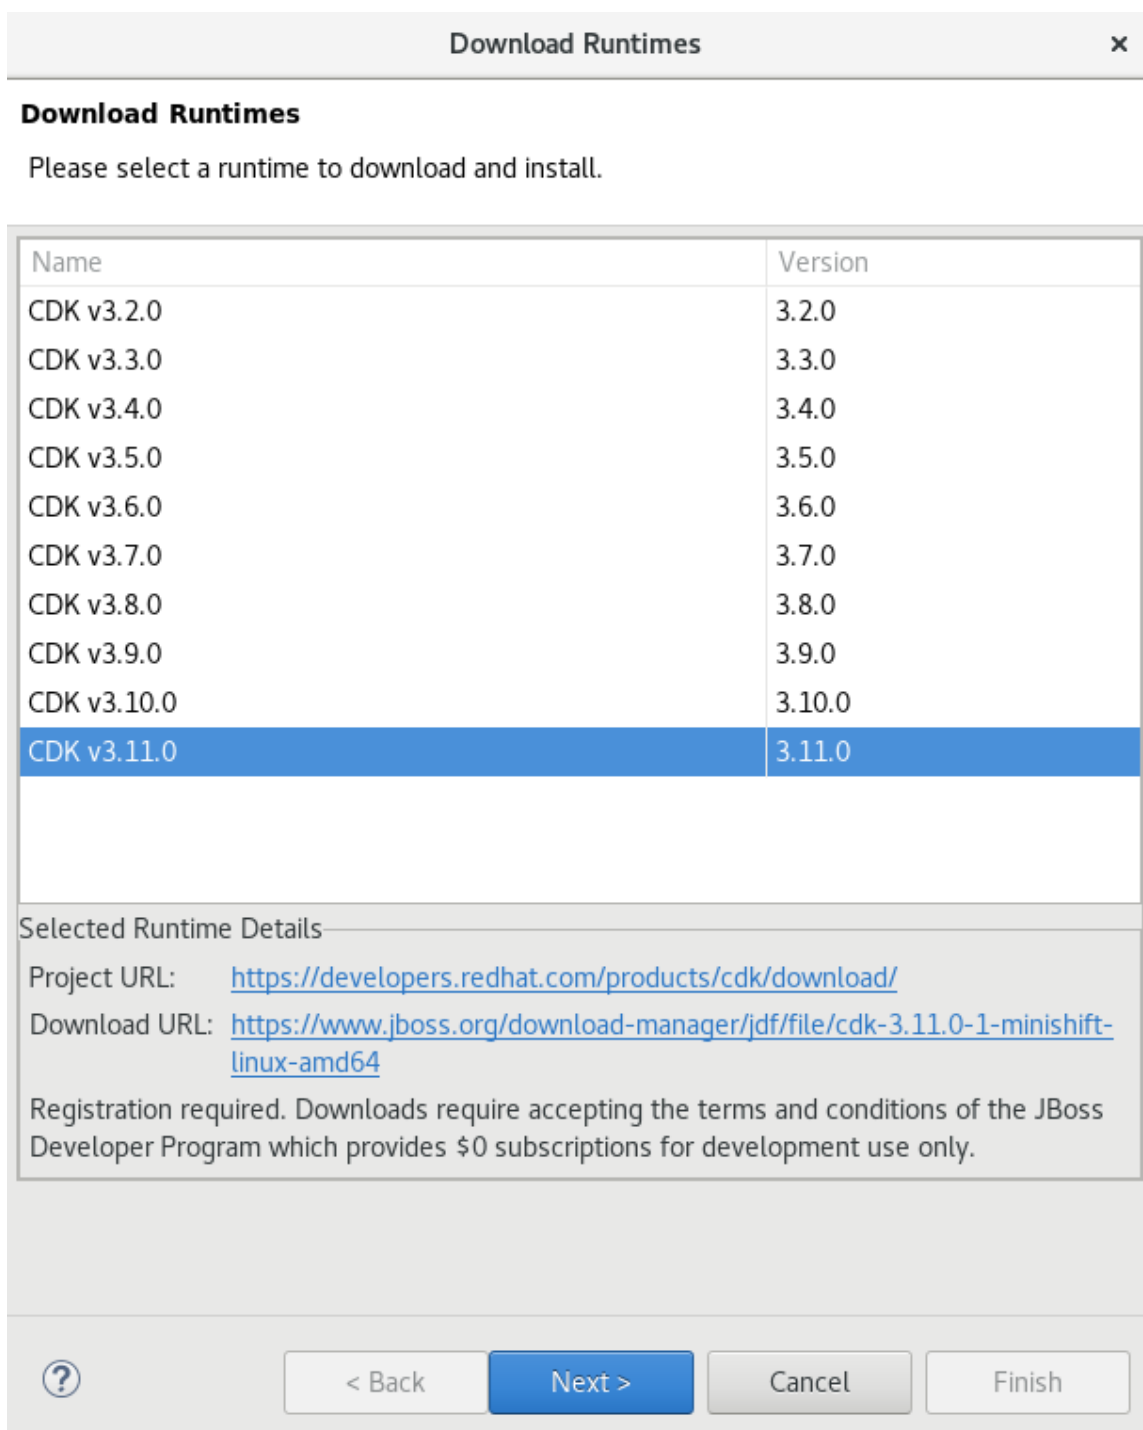 Download Runtimes ×
Download Runtimes
Please select a runtime to download and install.
Name Version
CDK v3.2.0 3.2.0
CDK v3.3.0 3.3.0
CDK v3.4.0 3.4.0
CDK v3.5.0 3.5.0
CDK v3.6.0 3.6.0
CDK v3.7.0 3.7.0
CDK v3.8.0 3.8.0
CDK v3.9.0 3.9.0
CDK v3.10.0 3.10.0
CDK v3.11.0 3.11.0
Selected Runtime Details
Project URL: https://developers.redhat.com/products/cdk/download/
Download URL: https://www.jboss.org/download-manager/jdf/file/cdk-3.11.0-1-minishift-
linux-amd64
Registration required. Downloads require accepting the terms and conditions of the JBoss
Developer Program which provides $0 subscriptions for development use only.
? < Back Next > Cancel Finish